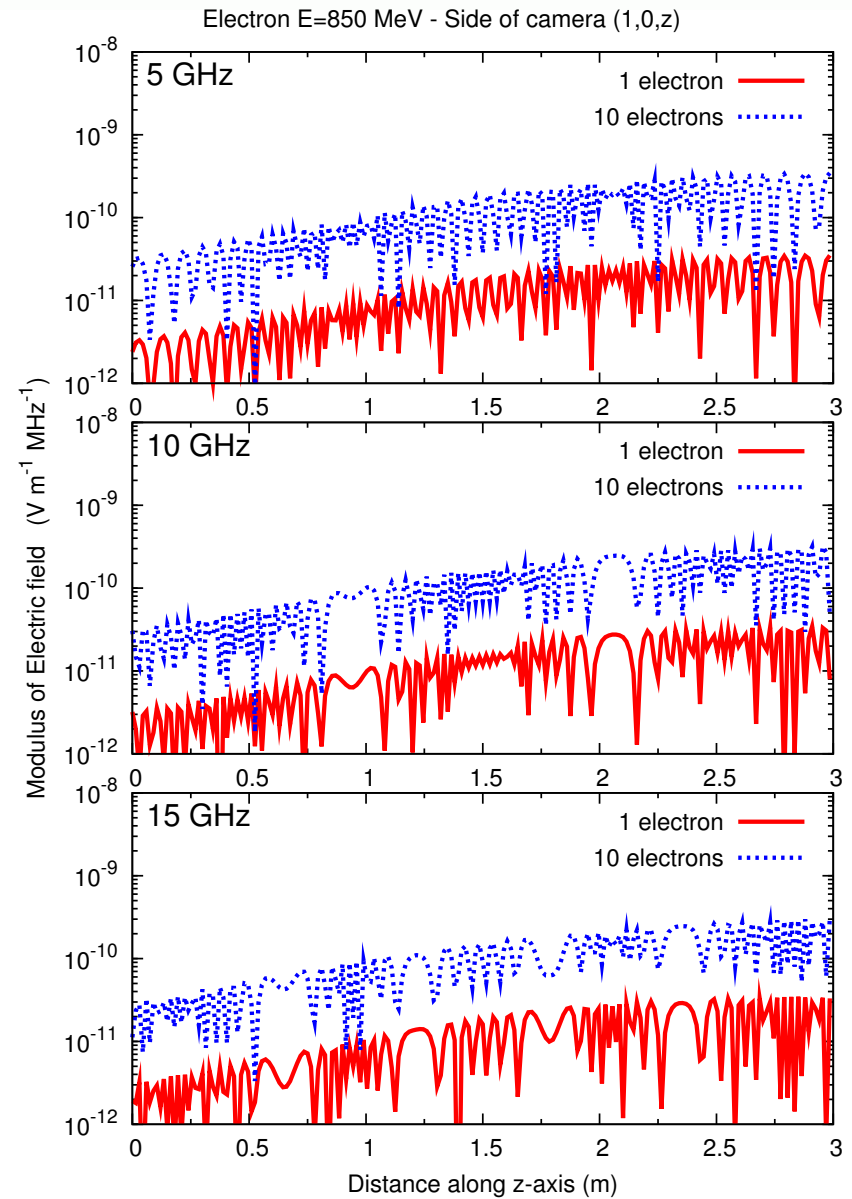 Electron E=850 MeV - Side of camera (1,0,z)
5 GHz
1 electron
10 electrons
10⁻⁸
10⁻⁹
10⁻¹⁰
10⁻¹¹
10⁻¹²
0 0.5 1 1.5 2 2.5 3
10 GHz
1 electron
10 electrons
10⁻⁸
10⁻⁹
10⁻¹⁰
10⁻¹¹
10⁻¹²
0 0.5 1 1.5 2 2.5 3
Modulus of Electric field (V m⁻¹ MHz⁻¹)
15 GHz
1 electron
10 electrons
10⁻⁸
10⁻⁹
10⁻¹⁰
10⁻¹¹
10⁻¹²
0 0.5 1 1.5 2 2.5 3
Distance along z-axis (m)